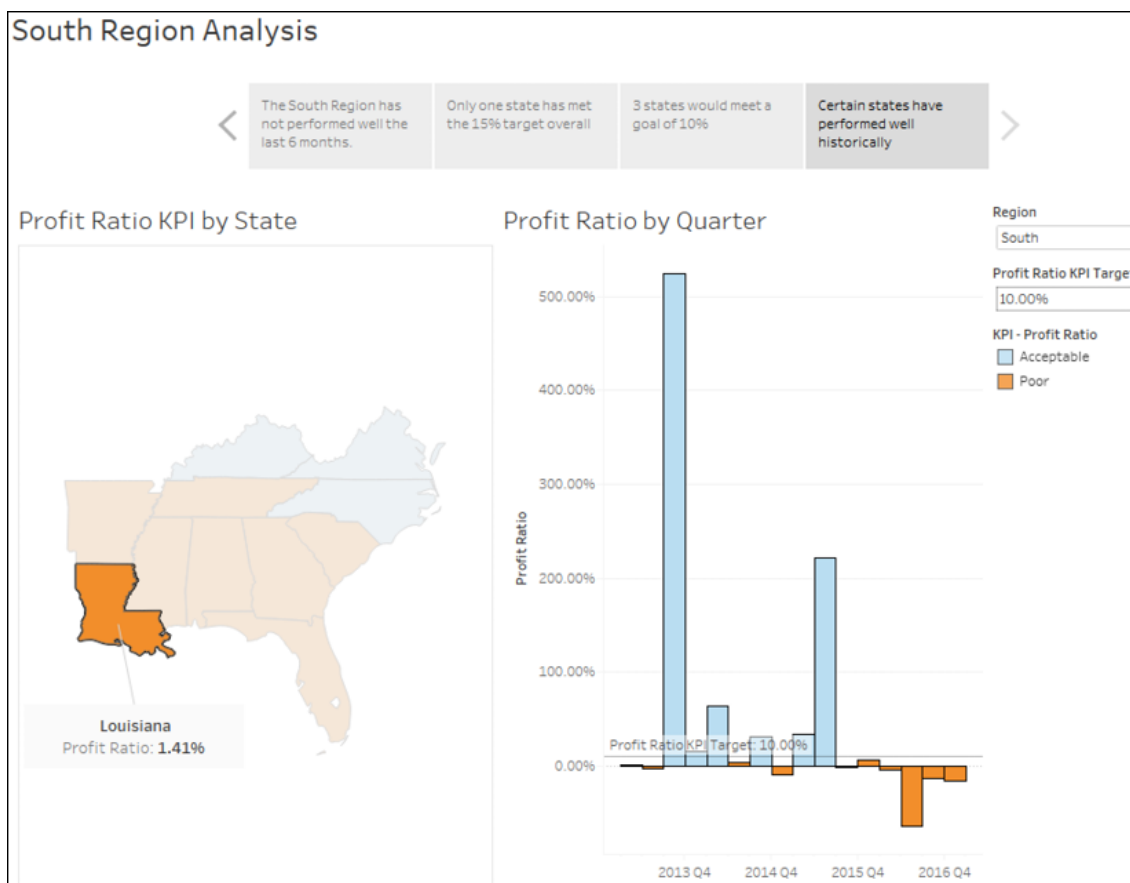 South Region Analysis
The South Region has
not performed well the
last 6 months.
Only one state has met
the 15% target overall
3 states would meet a
goal of 10%
Certain states have
performed well
historically
Profit Ratio KPI by State
Louisiana
Profit Ratio: 1.41%
Profit Ratio by Quarter
Profit Ratio
500.00%
400.00%
300.00%
200.00%
100.00%
0.00%
Profit Ratio KPI Target: 10.00%
2013 Q4
2014 Q4
2015 Q4
2016 Q4
Region
South
Profit Ratio KPI Targe
10.00%
KPI - Profit Ratio
Acceptable
Poor